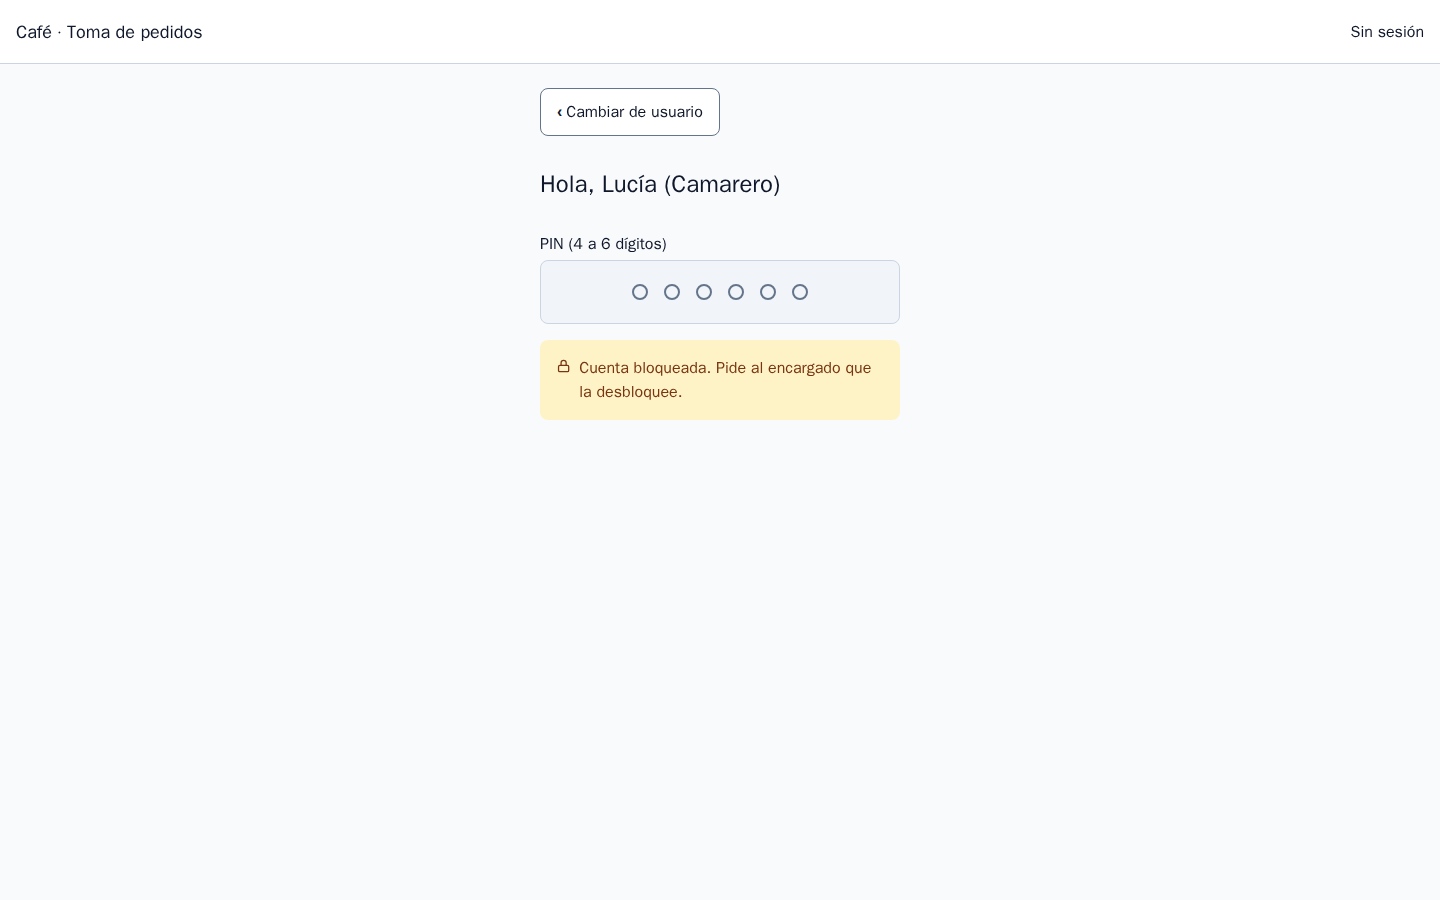 Café · Toma de pedidos
Sin sesión
‹ Cambiar de usuario
Hola, Lucía (Camarero)
PIN (4 a 6 dígitos)
Cuenta bloqueada. Pide al encargado que
la desbloquee.